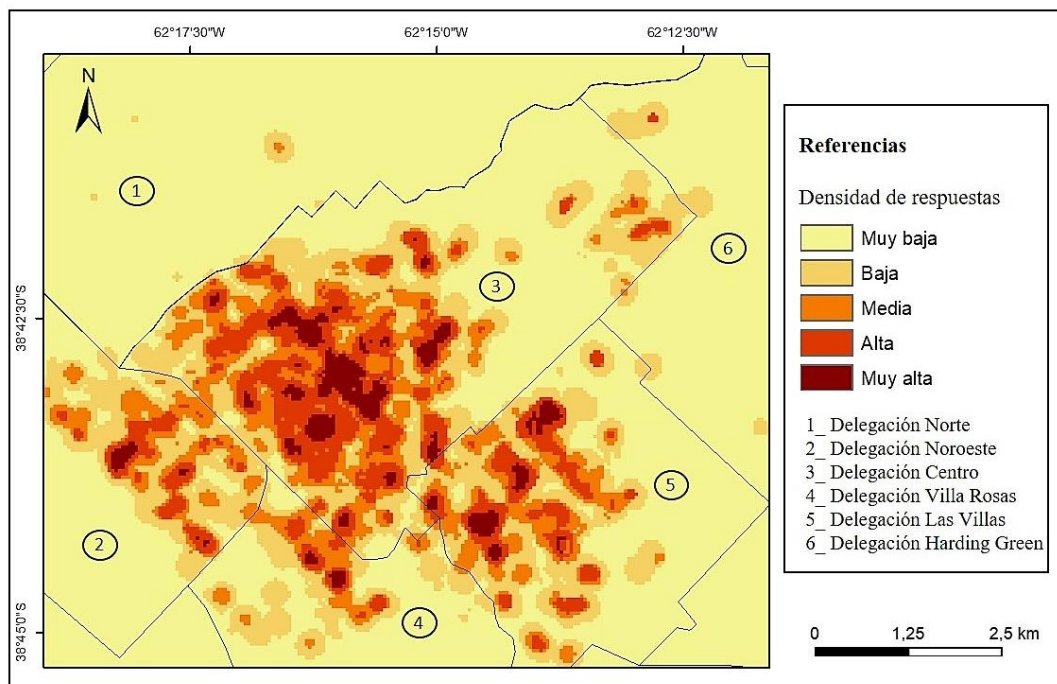 62°17'30"W 62°15'0"W 62°12'30"W
N
38°42'30"S
38°45'0"S
1
2
3
4
5
6
Referencias
Densidad de respuestas
Muy baja
Baja
Media
Alta
Muy alta
1_ Delegación Norte
2_ Delegación Noroeste
3_ Delegación Centro
4_ Delegación Villa Rosas
5_ Delegación Las Villas
6_ Delegación Harding Green
0 1,25 2,5 km